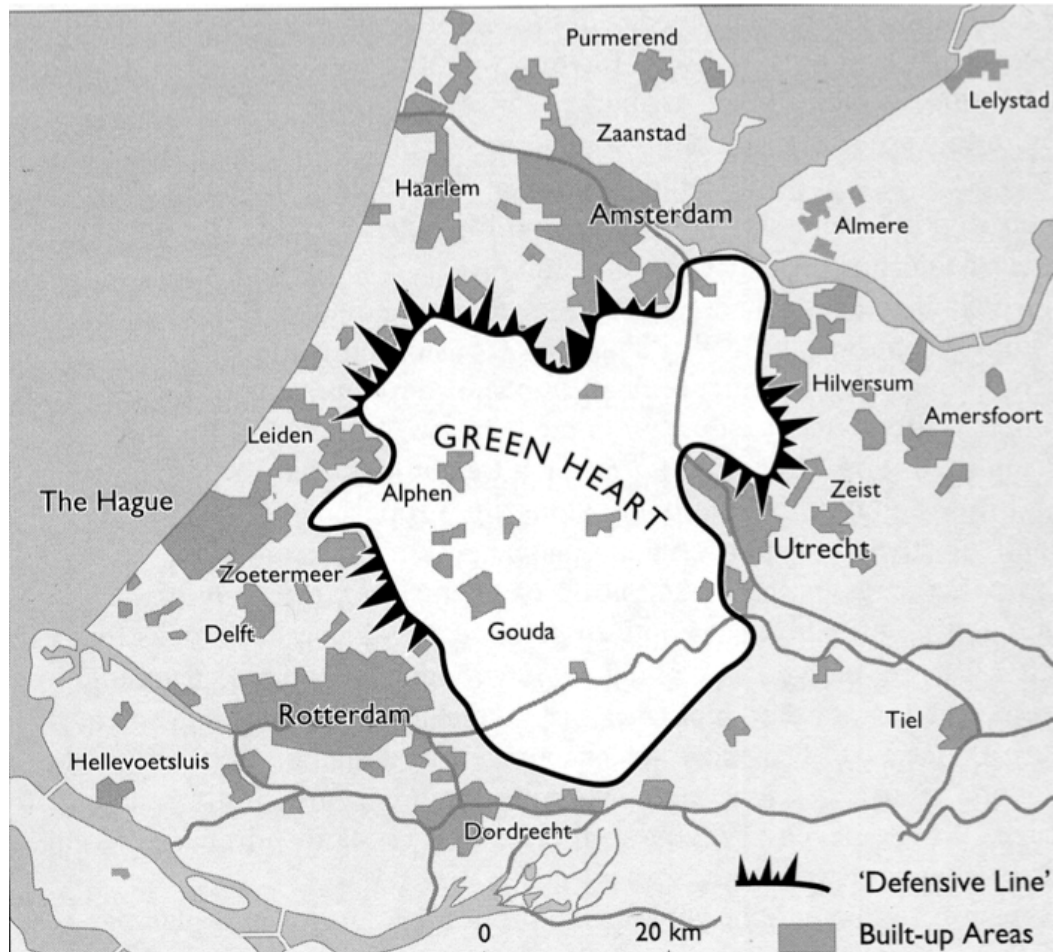 Purmerend
Lelystad
Zaanstad
Haarlem
Amsterdam
Almere
Hilversum
Amersfoort
Leiden
GREEN HEART
Alphen
Zeist
The Hague
Utrecht
Zoetermeer
Delft
Gouda
Rotterdam
Tiel
Hellevoetsluis
Dordrecht
'Defensive Line'
0 20 km
Built-up Areas